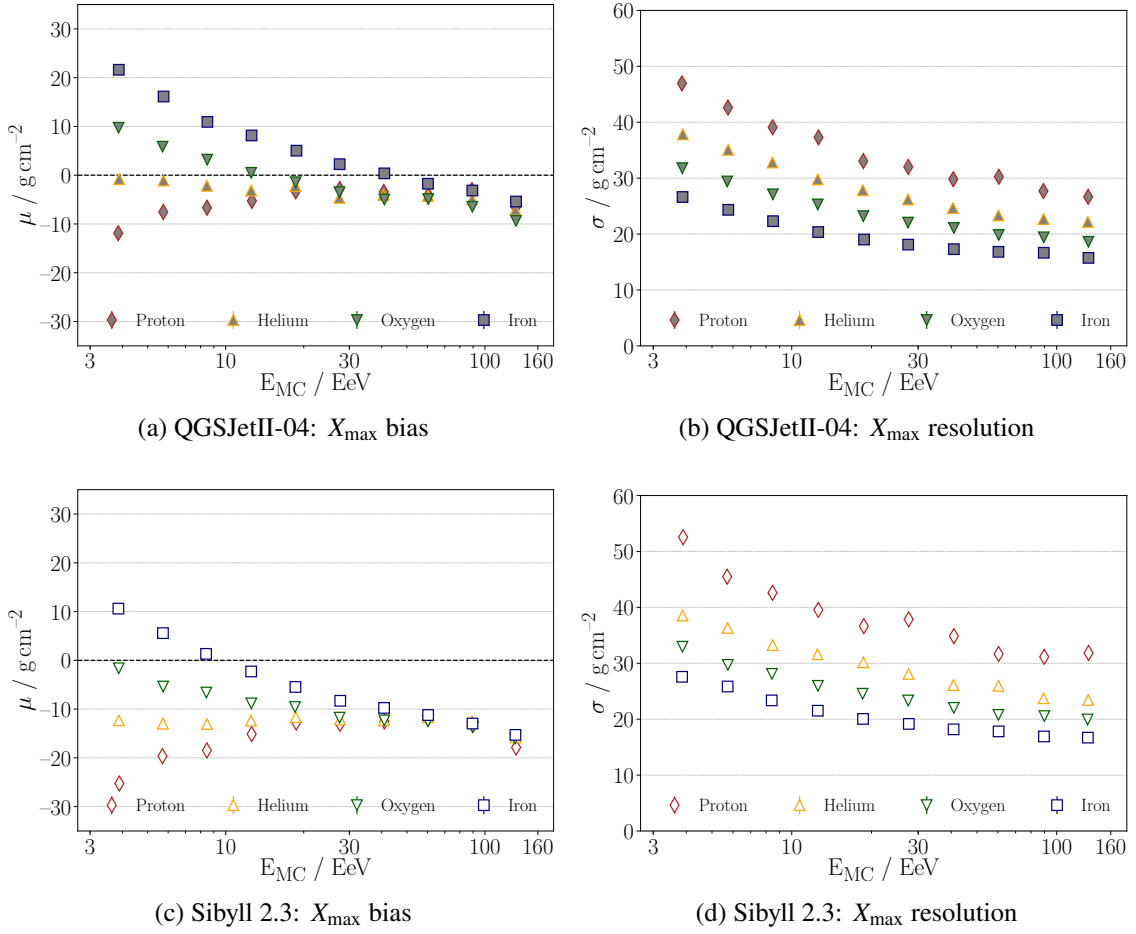 30
20
10
0
−10
−20
−30
μ / g cm⁻²
Proton Helium Oxygen Iron
3 10 30 100 160
E_MC / EeV
(a) QGSJetII-04: X_max bias
60
50
40
30
20
10
0
σ / g cm⁻²
Proton Helium Oxygen Iron
3 10 30 100 160
E_MC / EeV
(b) QGSJetII-04: X_max resolution
30
20
10
0
−10
−20
−30
μ / g cm⁻²
Proton Helium Oxygen Iron
3 10 30 100 160
E_MC / EeV
(c) Sibyll 2.3: X_max bias
60
50
40
30
20
10
0
σ / g cm⁻²
Proton Helium Oxygen Iron
3 10 30 100 160
E_MC / EeV
(d) Sibyll 2.3: X_max resolution